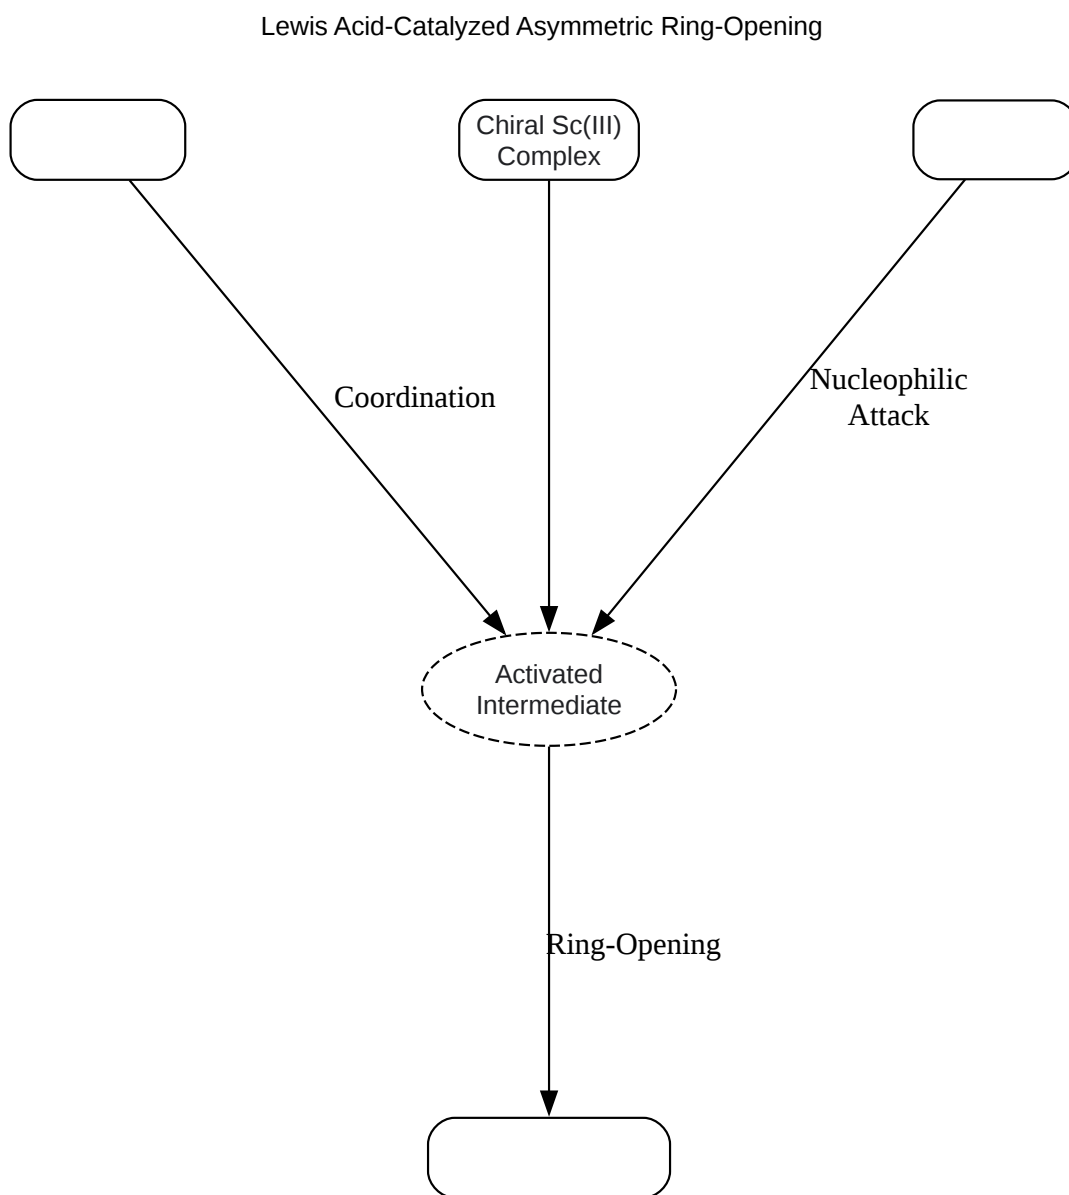 Lewis Acid-Catalyzed Asymmetric Ring-Opening
Chiral Sc(III)
Complex
Coordination
Nucleophilic
Attack
Activated
Intermediate
Ring-Opening